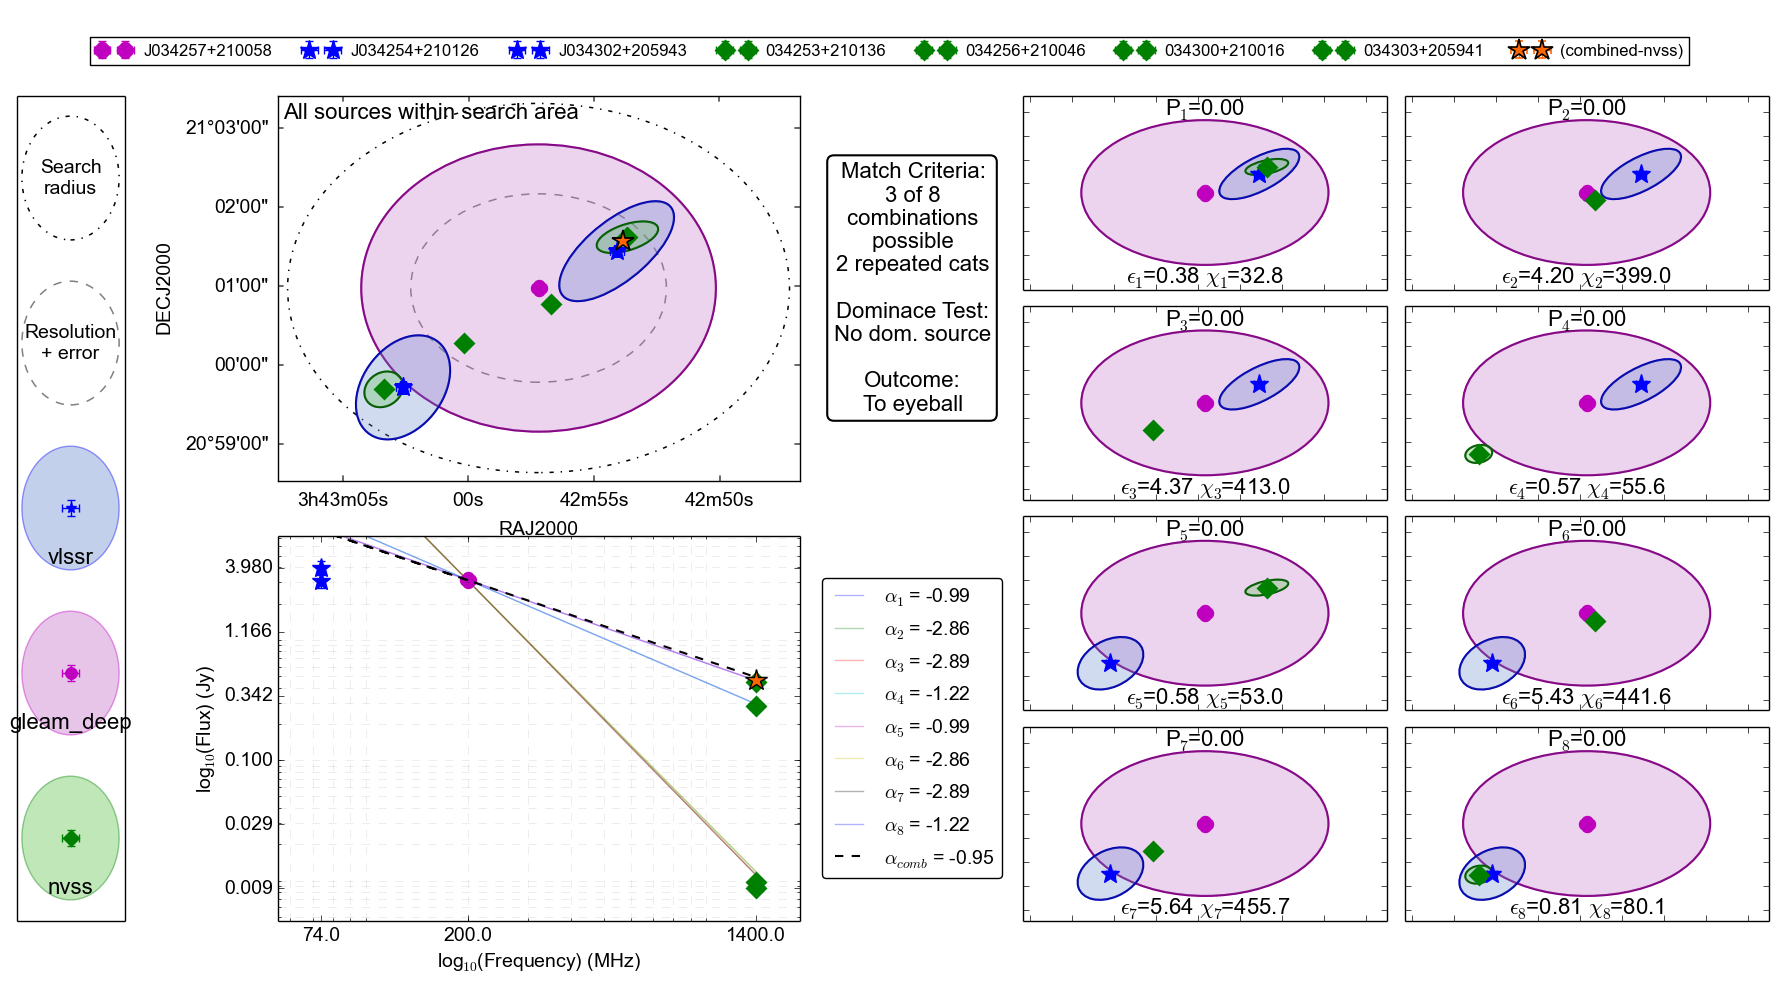 J034257+210058 J034254+210126 J034302+205943 034253+210136 034256+210046 034300+210016 034303+205941 (combined-nvss)
Search
radius
Resolution
+ error
vlssr
gleam_deep
nvss
All sources within search area
DECJ2000
21°03'00"
02'00"
01'00"
00'00"
20°59'00"
3h43m05s 00s 42m55s 42m50s
RAJ2000
log10(Flux) (Jy)
3.980
1.166
0.342
0.100
0.029
0.009
74.0 200.0 1400.0
log10(Frequency) (MHz)
Match Criteria:
3 of 8
combinations
possible
2 repeated cats
Dominace Test:
No dom. source
Outcome:
To eyeball
α1 = -0.99
α2 = -2.86
α3 = -2.89
α4 = -1.22
α5 = -0.99
α6 = -2.86
α7 = -2.89
α8 = -1.22
αcomb = -0.95
P1=0.00
ϵ1=0.38 χ1=32.8
P2=0.00
ϵ2=4.20 χ2=399.0
P3=0.00
ϵ3=4.37 χ3=413.0
P4=0.00
ϵ4=0.57 χ4=55.6
P5=0.00
ϵ5=0.58 χ5=53.0
P6=0.00
ϵ6=5.43 χ6=441.6
P7=0.00
ϵ7=5.64 χ7=455.7
P8=0.00
ϵ8=0.81 χ8=80.1